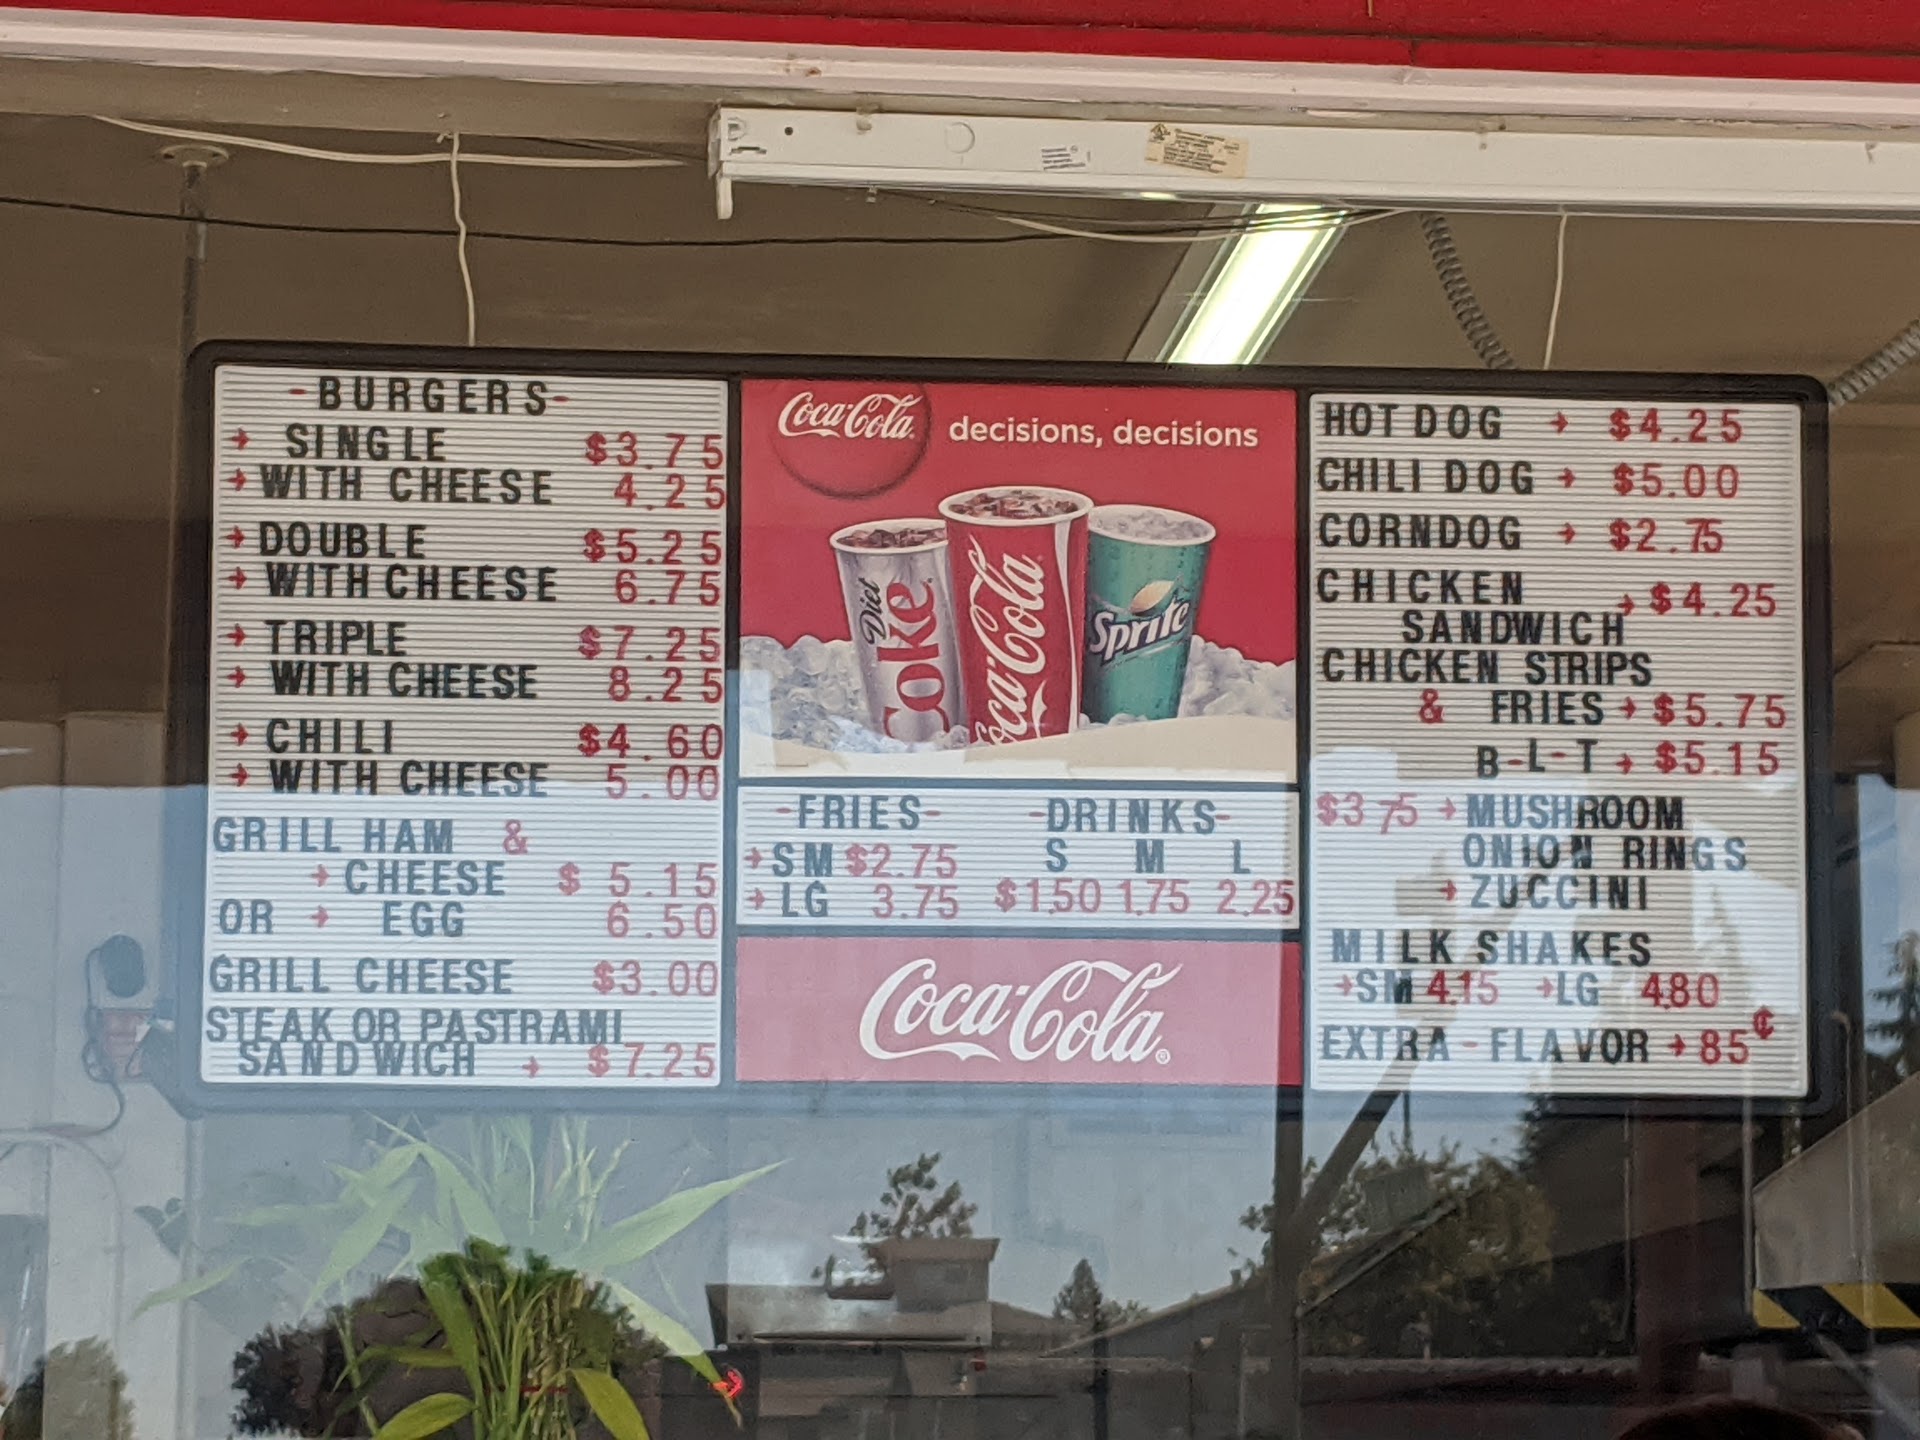 -BURGERS-
→ SINGLE $3.75
→ WITH CHEESE 4.25
→ DOUBLE $5.25
→ WITH CHEESE 6.75
→ TRIPLE $7.25
→ WITH CHEESE 8.25
→ CHILI $4.60
→ WITH CHEESE 5.00
GRILL HAM &
→ CHEESE $5.15
OR → EGG 6.50
GRILL CHEESE $3.00
STEAK OR PASTRAMI
SANDWICH → $7.25
Coca-Cola decisions, decisions
Diet Coke
Coca-Cola
Sprite
-FRIES-
→SM $2.75
→LG 3.75
-DRINKS-
S M L
$1.50 1.75 2.25
Coca-Cola®
HOT DOG → $4.25
CHILI DOG → $5.00
CORNDOG → $2.75
CHICKEN → $4.25
SANDWICH
CHICKEN STRIPS
& FRIES → $5.75
B-L-T → $5.15
$3 75 → MUSHROOM
ONION RINGS
→ ZUCCINI
MILK SHAKES
→SM 4.15 →LG 4.80
EXTRA-FLAVOR → 85¢